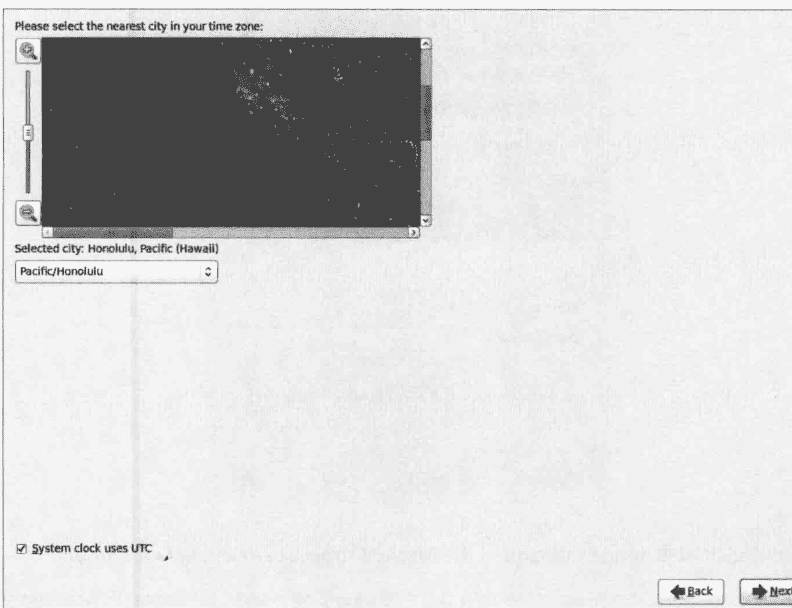 Please select the nearest city in your time zone:
Selected city: Honolulu, Pacific (Hawaii)
Pacific/Honolulu
System clock uses UTC
Back
Next